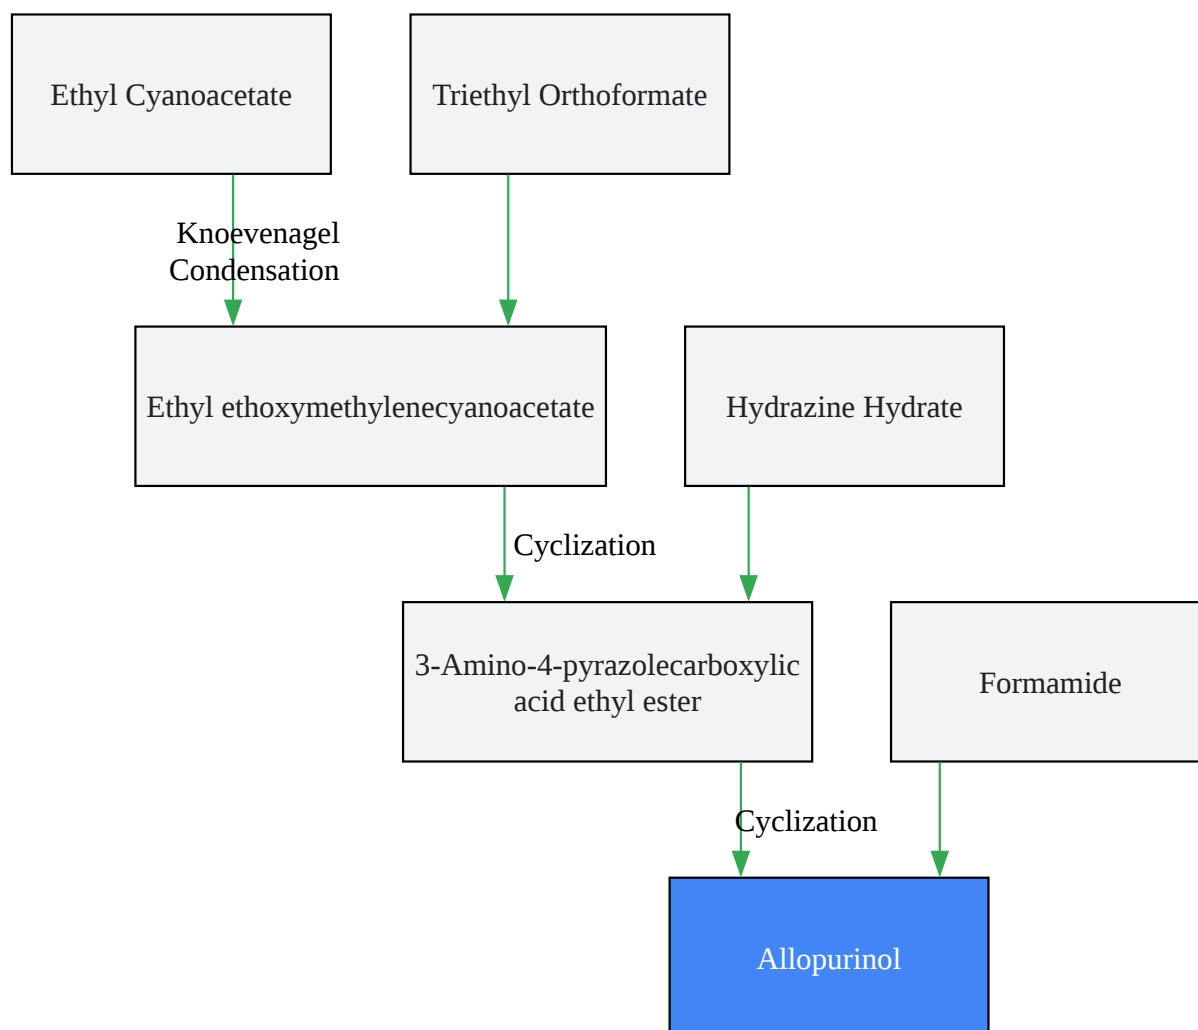 Ethyl Cyanoacetate
Triethyl Orthoformate
Knoevenagel
Condensation
Ethyl ethoxymethylenecyanoacetate
Hydrazine Hydrate
Cyclization
3-Amino-4-pyrazolecarboxylic
acid ethyl ester
Formamide
Cyclization
Allopurinol